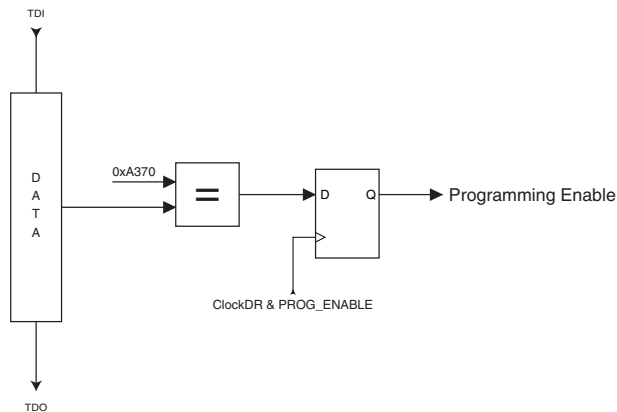 TDI
D
A
T
A
0xA370
=
D
Q
Programming Enable
ClockDR & PROG_ENABLE
TDO